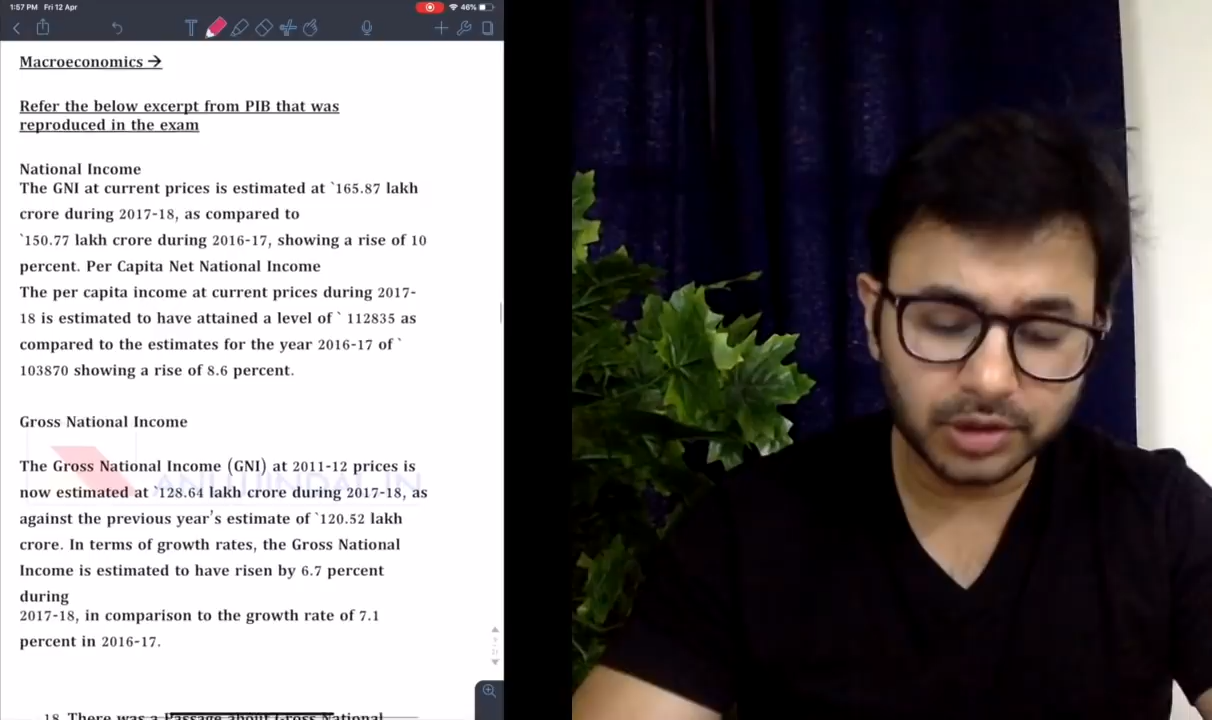 1:57 PM Fri 12 Apr
46%
T
Macroeconomics →
Refer the below excerpt from PIB that was
reproduced in the exam
National Income
The GNI at current prices is estimated at `165.87 lakh
crore during 2017-18, as compared to
`150.77 lakh crore during 2016-17, showing a rise of 10
percent. Per Capita Net National Income
The per capita income at current prices during 2017-
18 is estimated to have attained a level of ` 112835 as
compared to the estimates for the year 2016-17 of `
103870 showing a rise of 8.6 percent.
Gross National Income
The Gross National Income (GNI) at 2011-12 prices is
now estimated at `128.64 lakh crore during 2017-18, as
against the previous year's estimate of `120.52 lakh
crore. In terms of growth rates, the Gross National
Income is estimated to have risen by 6.7 percent
during
2017-18, in comparison to the growth rate of 7.1
percent in 2016-17.
18. There was a Passage about Gross National